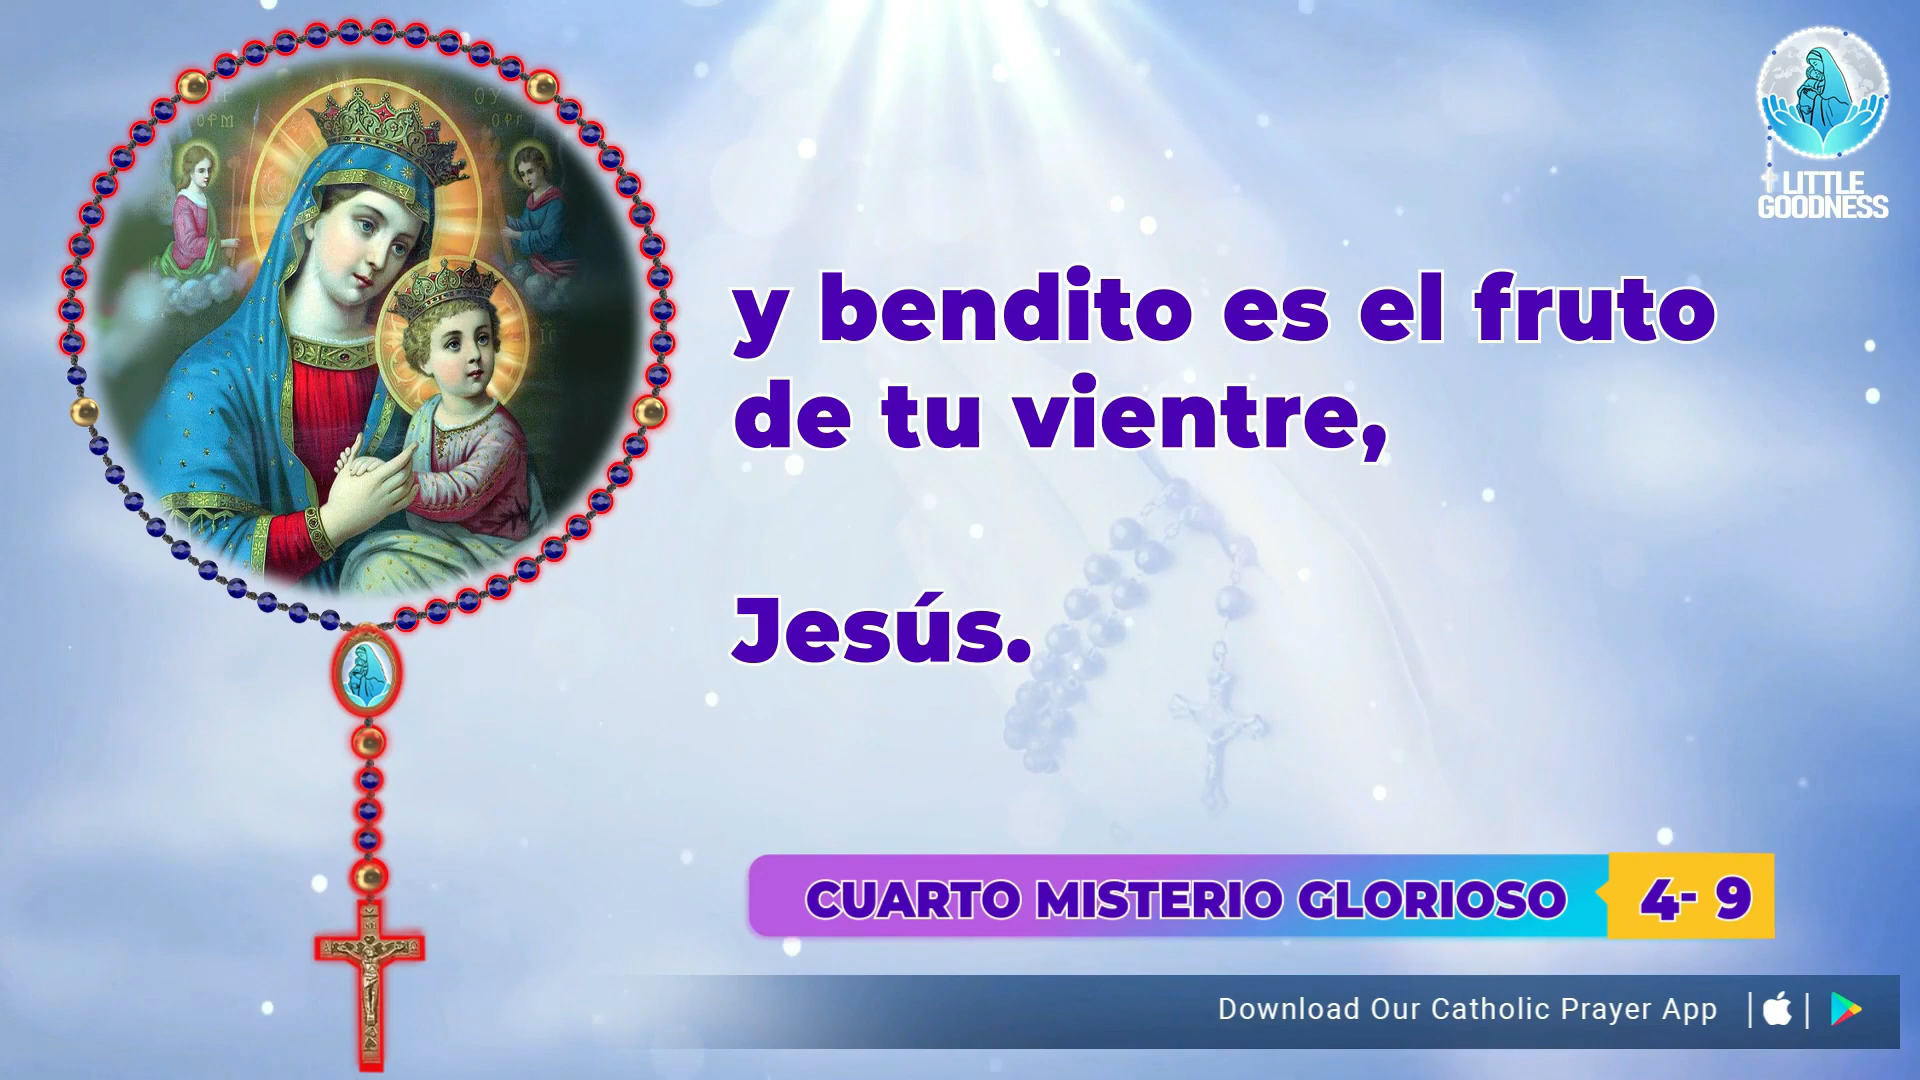 LITTLE
GOODNESS
y bendito es el fruto
de tu vientre,
Jesús.
CUARTO MISTERIO GLORIOSO 4- 9
Download Our Catholic Prayer App